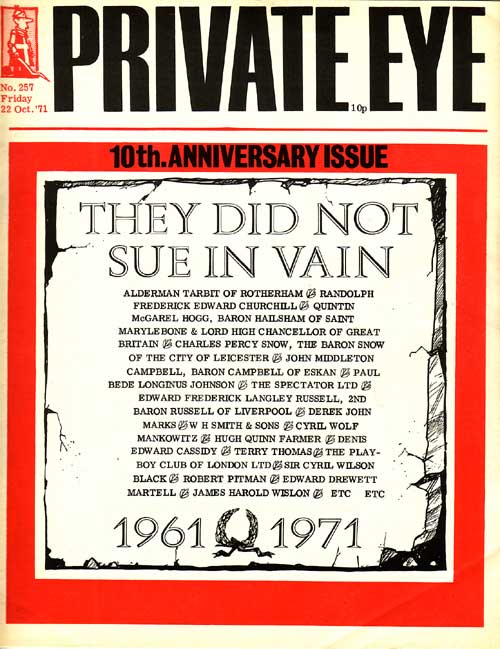 PRIVATE EYE
No. 257
Friday
22 Oct. '71
10p
10th. ANNIVERSARY ISSUE
THEY DID NOT
SUE IN VAIN
ALDERMAN TARBIT OF ROTHERHAM & RANDOLPH
FREDERICK EDWARD CHURCHILL & QUINTIN
McGAREL HOGG, BARON HAILSHAM OF SAINT
MARYLEBONE & LORD HIGH CHANCELLOR OF GREAT
BRITAIN & CHARLES PERCY SNOW, THE BARON SNOW
OF THE CITY OF LEICESTER & JOHN MIDDLETON
CAMPBELL, BARON CAMPBELL OF ESKAN & PAUL
BEDE LONGINUS JOHNSON & THE SPECTATOR LTD &
EDWARD FREDERICK LANGLEY RUSSELL, 2ND
BARON RUSSELL OF LIVERPOOL & DEREK JOHN
MARKS & W H SMITH & SONS & CYRIL WOLF
MANKOWITZ & HUGH QUINN FARMER & DENIS
EDWARD CASSIDY & TERRY THOMAS & THE PLAY-
BOY CLUB OF LONDON LTD & SIR CYRIL WILSON
BLACK & ROBERT PITMAN & EDWARD DREWETT
MARTELL & JAMES HAROLD WISLON & ETC ETC
1961 1971